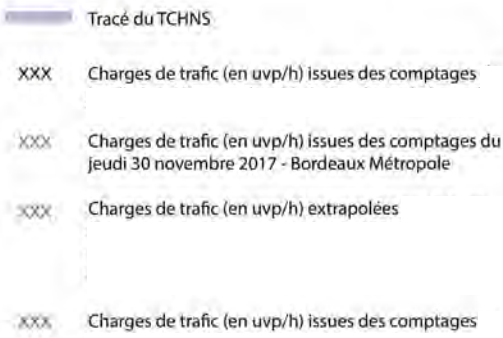 Tracé du TCHNS
XXX Charges de trafic (en uvp/h) issues des comptages
XXX Charges de trafic (en uvp/h) issues des comptages du
jeudi 30 novembre 2017 - Bordeaux Métropole
XXX Charges de trafic (en uvp/h) extrapolées
XXX Charges de trafic (en uvp/h) issues des comptages